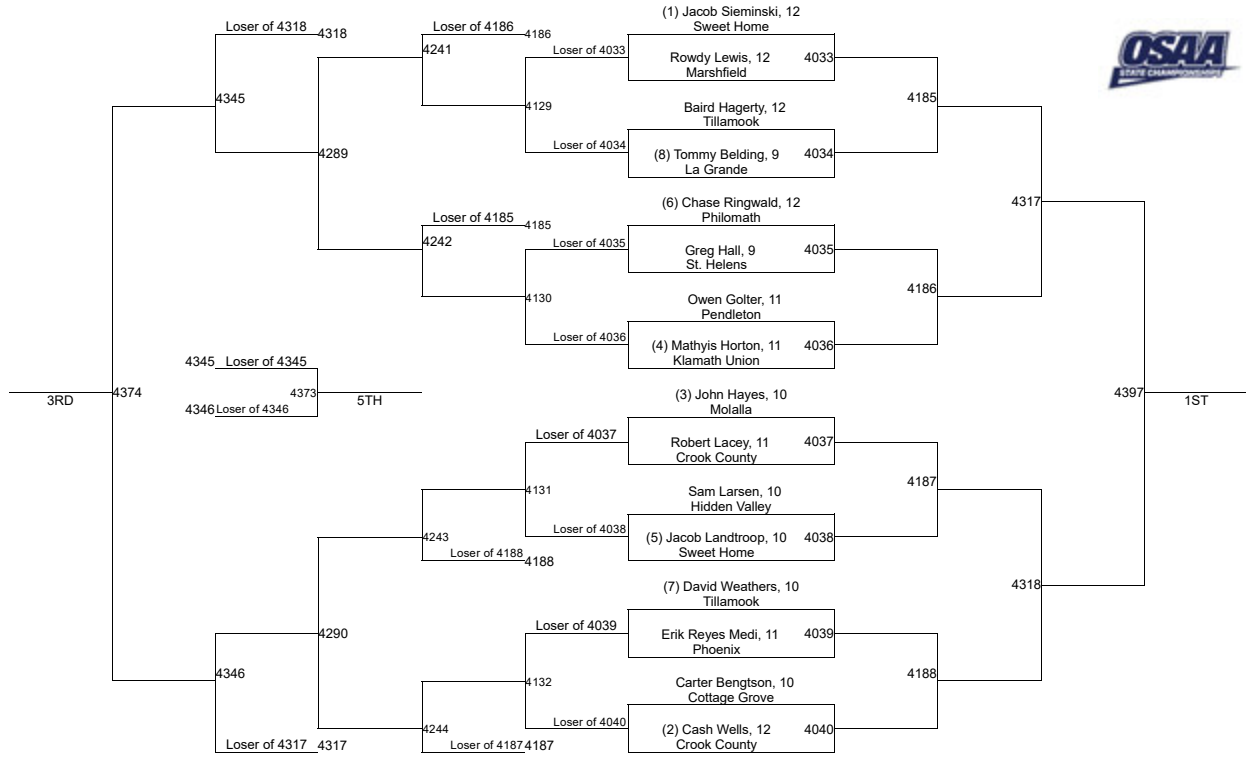 (1) Jacob Sieminski, 12
Sweet Home
Loser of 4318 4318
Loser of 4186 4186
4241
Loser of 4033
Rowdy Lewis, 12 4033
Marshfield
OSAA
STATE CHAMPIONSHIPS
4345
4129
Baird Hagerty, 12
Tillamook
4185
4289
Loser of 4034
(8) Tommy Belding, 9 4034
La Grande
(6) Chase Ringwald, 12
Philomath
4317
Loser of 4185 4185
4242
Loser of 4035
Greg Hall, 9 4035
St. Helens
4130
Owen Golter, 11
Pendleton
4186
Loser of 4036
(4) Mathyis Horton, 11 4036
Klamath Union
4345 Loser of 4345
3RD
4374
4373
5TH
4346 Loser of 4346
(3) John Hayes, 10
Molalla
4397
1ST
Loser of 4037
Robert Lacey, 11 4037
Crook County
4131
Sam Larsen, 10
Hidden Valley
4187
4243
Loser of 4038
(5) Jacob Landtroop, 10 4038
Sweet Home
Loser of 4188 4188
(7) David Weathers, 10
Tillamook
4318
4290
Loser of 4039
Erik Reyes Medi, 11 4039
Phoenix
4346
4132
Carter Bengtson, 10
Cottage Grove
4188
4244
Loser of 4040
(2) Cash Wells, 12 4040
Crook County
Loser of 4317 4317
Loser of 4187 4187